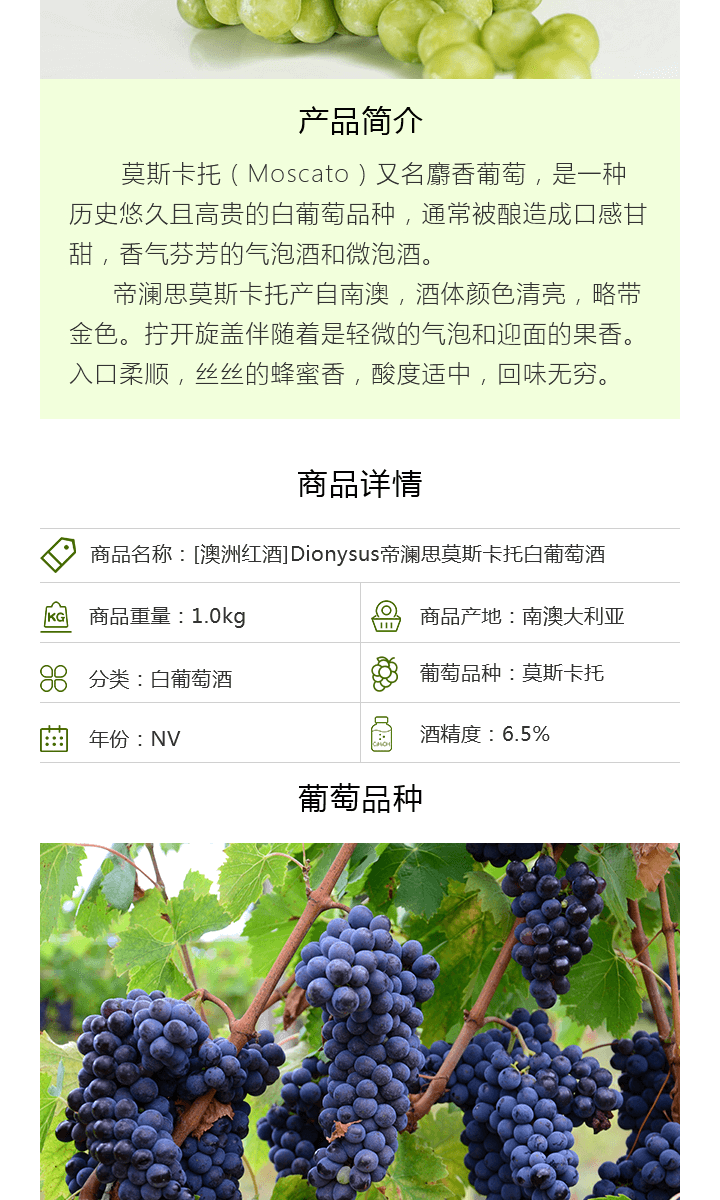 产品简介
莫斯卡托（Moscato）又名麝香葡萄，是一种
历史悠久且高贵的白葡萄品种，通常被酿造成口感甘
甜，香气芬芳的气泡酒和微泡酒。
帝澜思莫斯卡托产自南澳，酒体颜色清亮，略带
金色。拧开旋盖伴随着是轻微的气泡和迎面的果香。
入口柔顺，丝丝的蜂蜜香，酸度适中，回味无穷。
商品详情
商品名称：[澳洲红酒]Dionysus帝澜思莫斯卡托白葡萄酒
KG 商品重量：1.0kg
商品产地：南澳大利亚
分类：白葡萄酒
葡萄品种：莫斯卡托
年份：NV
酒精度：6.5%
葡萄品种